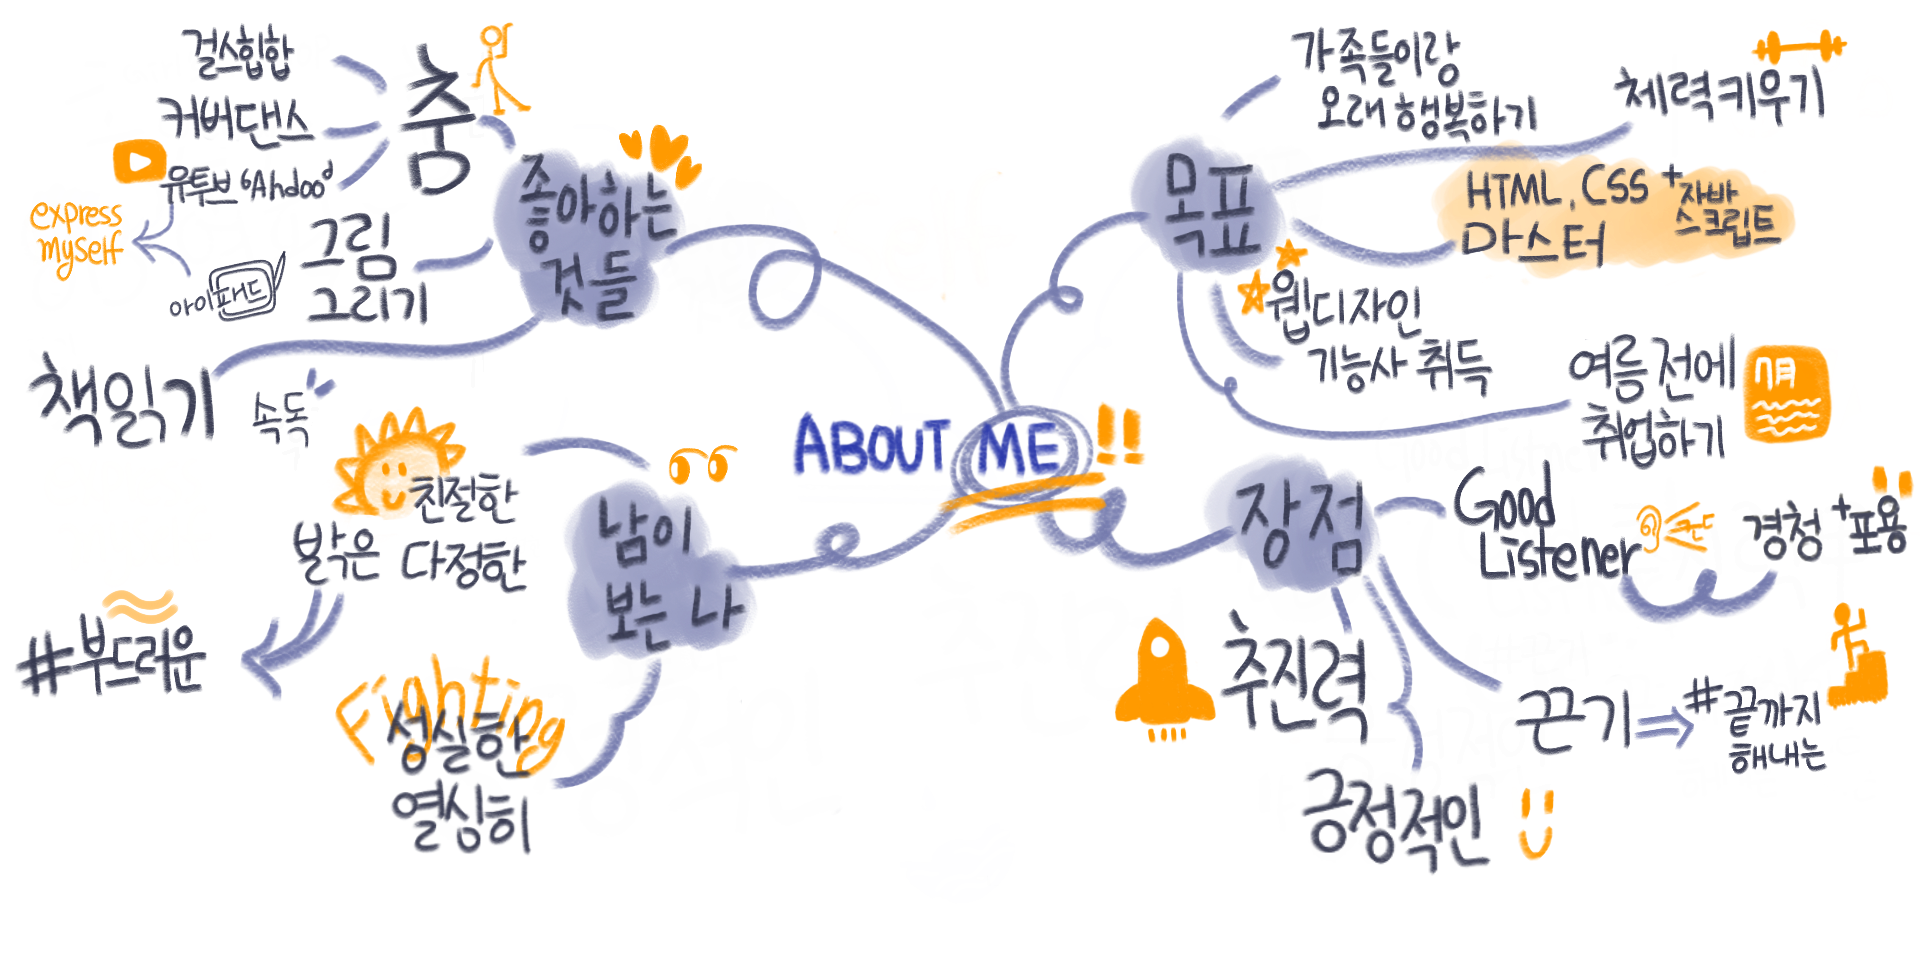 ABOUT ME!!
좋아하는
것들
춤
걸스힙합
커버댄스
유투브 "Ahdoo"
express
myself
그림
그리기
아이패드
책읽기
속독
남이
보는 나
친절한
밝은 다정한
#부드러운
Fighting
성실한
열심히
목표
가족들이랑
오래 행복하기
체력키우기
HTML, CSS
마스터
+자바
스크립트
웹디자인
기능사 취득
여름 전에
취업하기
7月
장점
Good
Listener
경청+포용
추진력
끈기
#끝까지
해내는
긍정적인